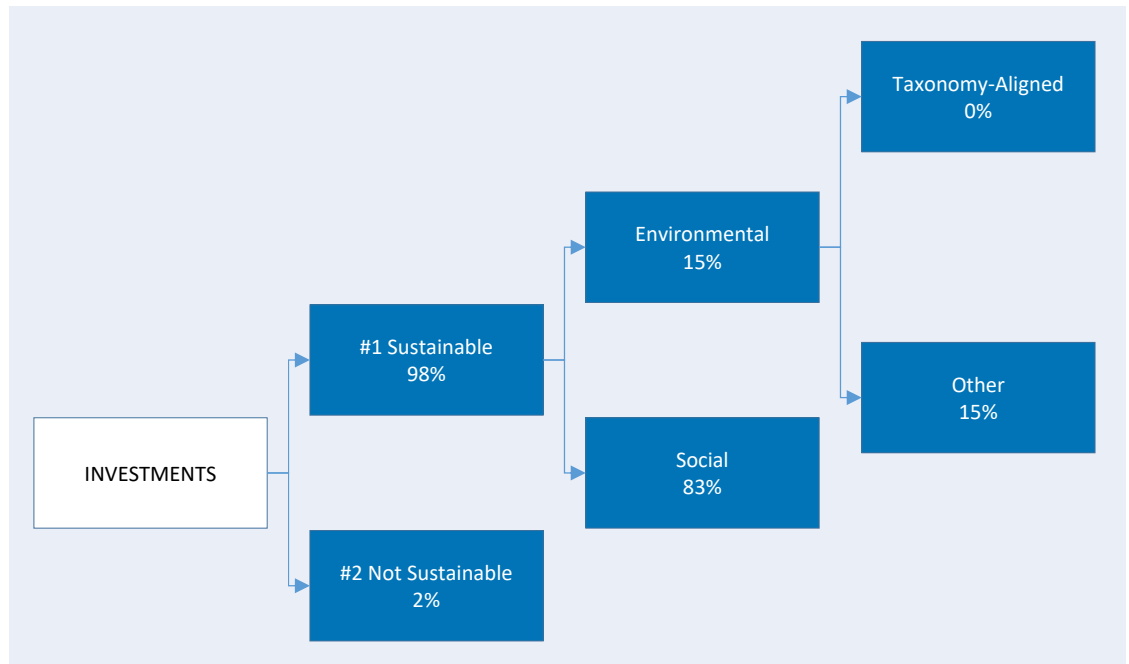 INVESTMENTS
#1 Sustainable
98%
#2 Not Sustainable
2%
Environmental
15%
Social
83%
Taxonomy-Aligned
0%
Other
15%